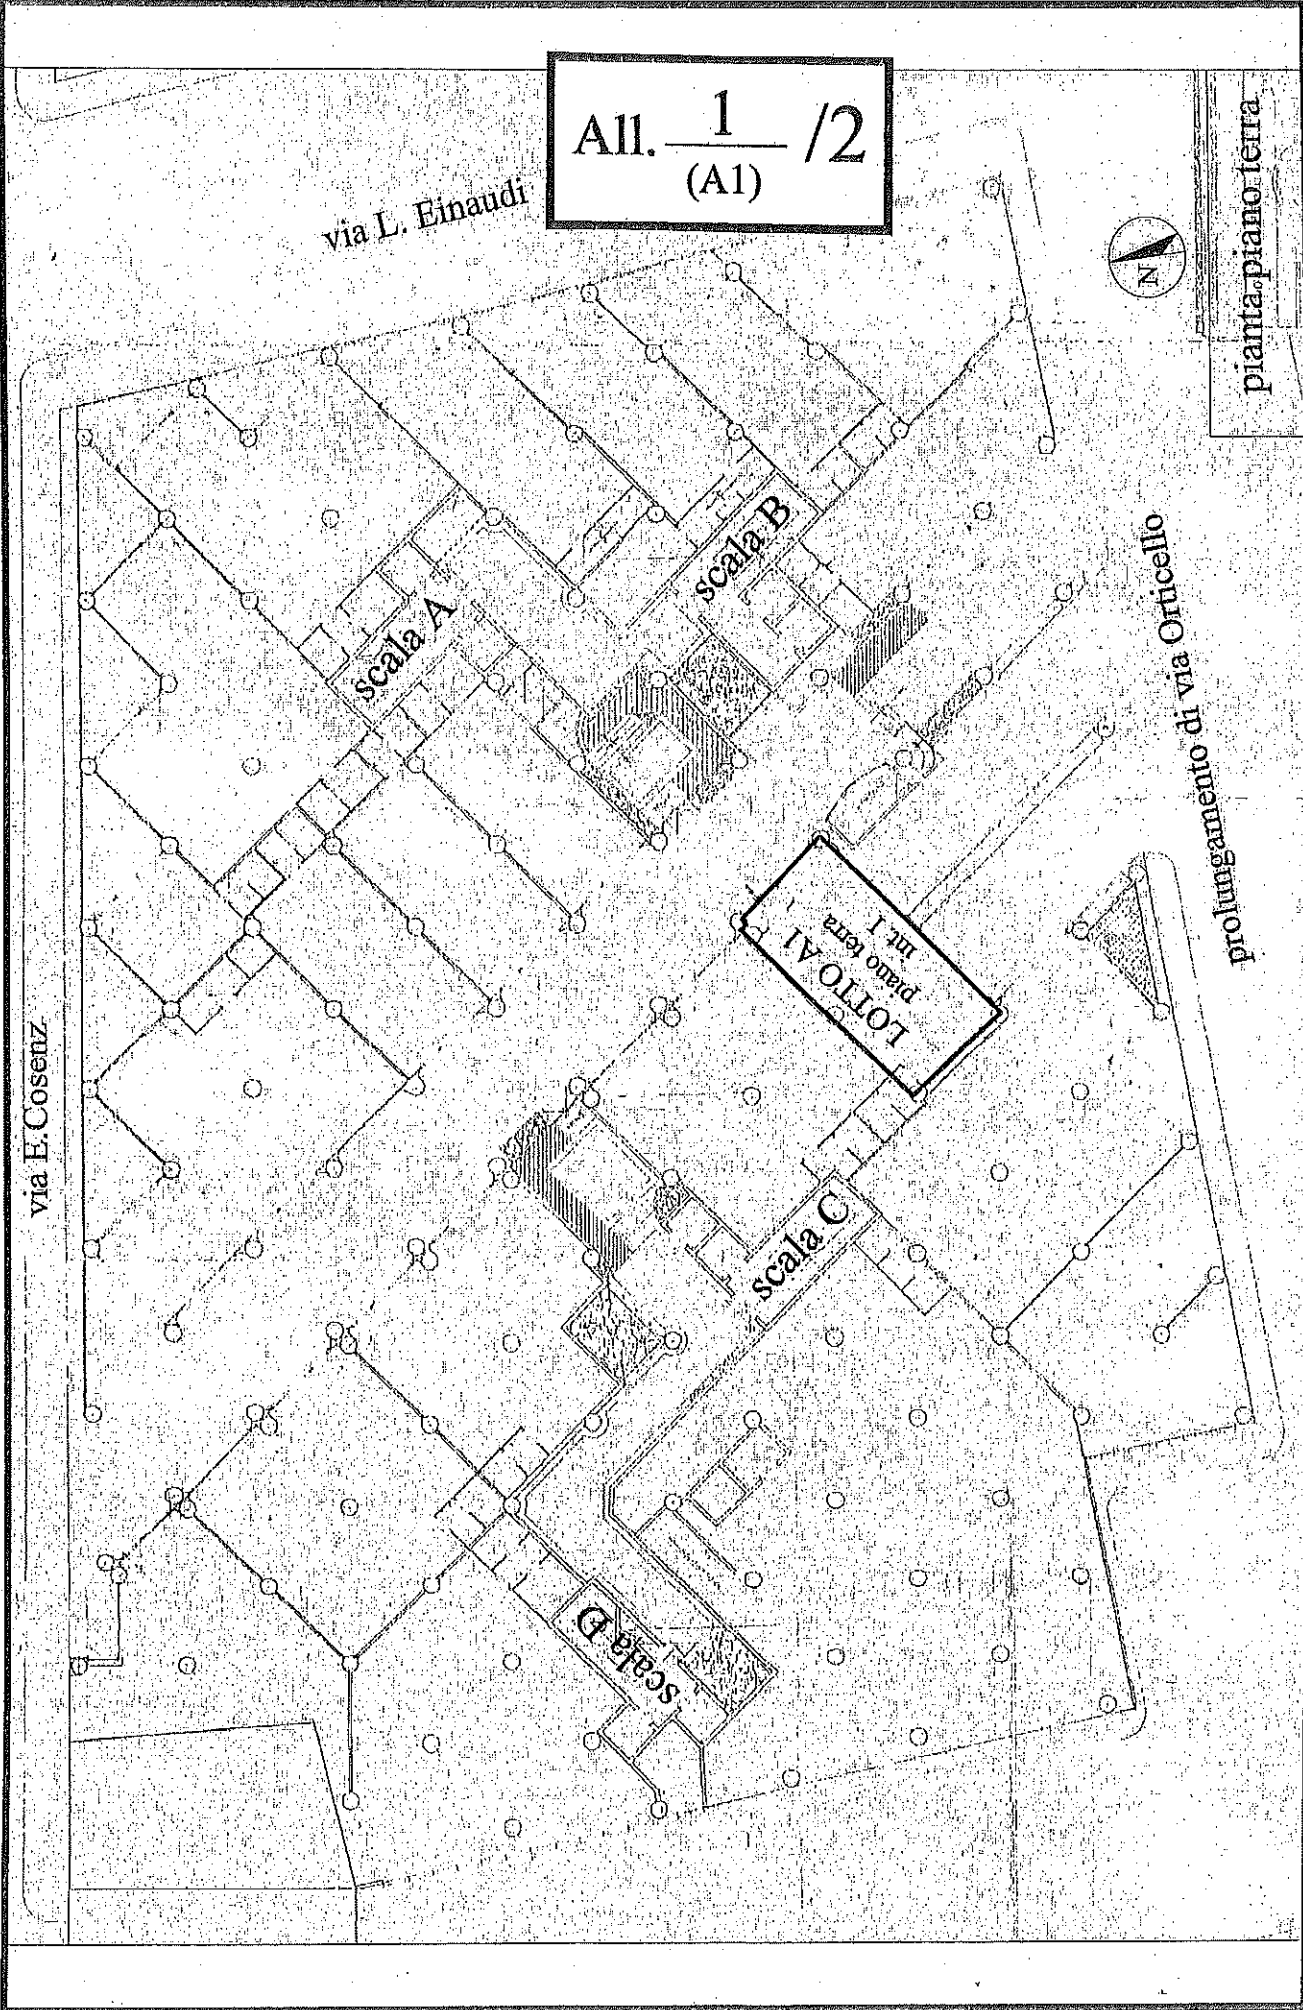 All. 1 /2
(A1)
via L. Einaudi
N
pianta piano terra
scala B
scala A
prolungamento di via Orticello
LOTTO A1
piano terra
int. 1
via E. Cosenz
scala C
scala D